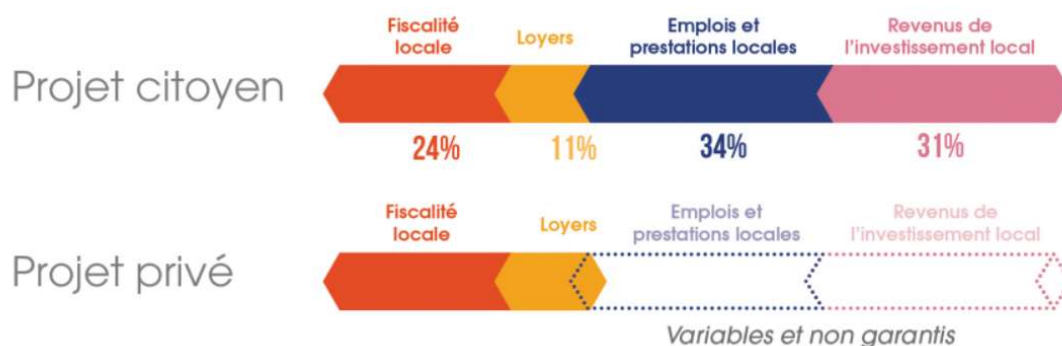 Fiscalité
locale
Loyers
Emplois et
prestations locales
Revenus de
l'investissement local
Projet citoyen
24%
11%
34%
31%
Fiscalité
locale
Loyers
Emplois et
prestations locales
Revenus de
l'investissement local
Projet privé
Variables et non garantis